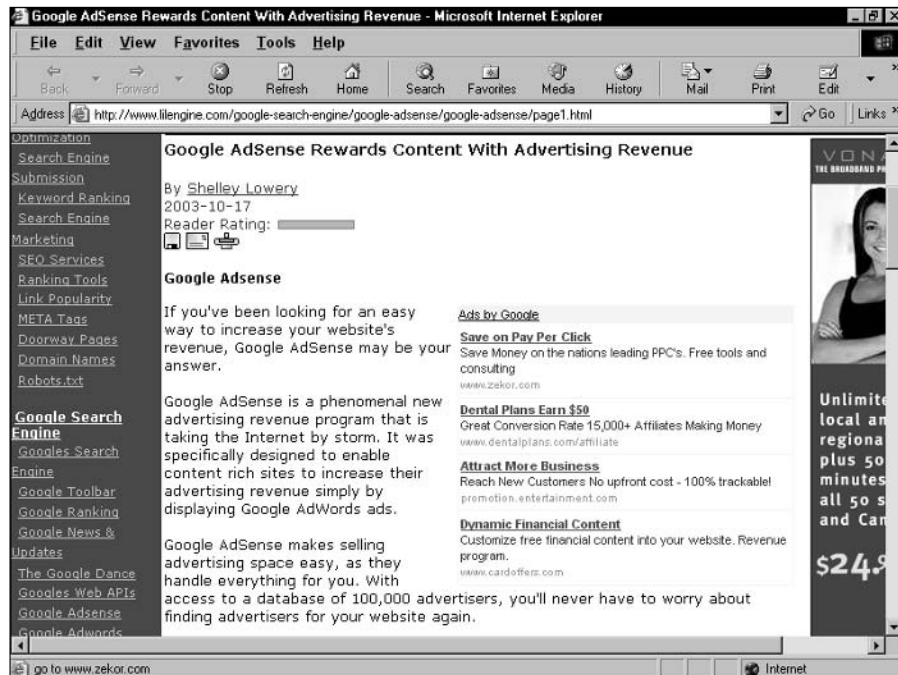 Google AdSense Rewards Content With Advertising Revenue - Microsoft Internet Explorer
File Edit View Favorites Tools Help
Back Forward Stop Refresh Home Search Favorites Media History Mail Print Edit
Address http://www.lilengine.com/google-search-engine/google-adsense/google-adsense/page1.html Go Links
Optimization
Search Engine
Submission
Keyword Ranking
Search Engine
Marketing
SEO Services
Ranking Tools
Link Popularity
META Tags
Doorway Pages
Domain Names
Robots.txt
Google Search
Engine
Googles Search
Engine
Google Toolbar
Google Ranking
Google News &
Updates
The Google Dance
Googles Web APIs
Google Adsense
Google Adwords
Google AdSense Rewards Content With Advertising Revenue
By Shelley Lowery
2003-10-17
Reader Rating:
Google Adsense
If you've been looking for an easy
way to increase your website's
revenue, Google AdSense may be your
answer.
Google AdSense is a phenomenal new
advertising revenue program that is
taking the Internet by storm. It was
specifically designed to enable
content rich sites to increase their
advertising revenue simply by
displaying Google AdWords ads.
Google AdSense makes selling
advertising space easy, as they
handle everything for you. With
access to a database of 100,000 advertisers, you'll never have to worry about
finding advertisers for your website again.
Ads by Google
Save on Pay Per Click
Save Money on the nations leading PPC's. Free tools and
consulting
www.zekor.com
Dental Plans Earn $50
Great Conversion Rate 15,000+ Affiliates Making Money
www.dentalplans.com/affiliate
Attract More Business
Reach New Customers No upfront cost - 100% trackable!
promotion.entertainment.com
Dynamic Financial Content
Customize free financial content into your website. Revenue
program.
www.cardoffers.com
VONA
THE BROADBAND PH
Unlimite
local an
regiona
plus 50
minutes
all 50 s
and Can
$24.9
go to www.zekor.com Internet